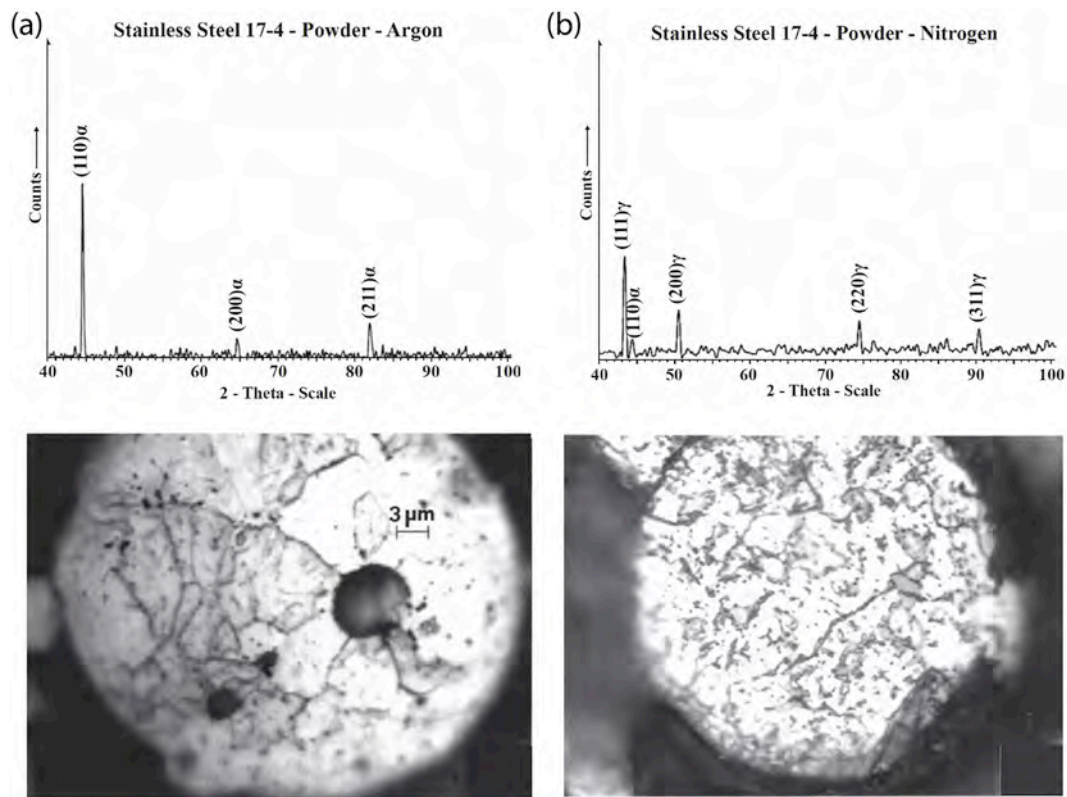 (a)
Stainless Steel 17-4 - Powder - Argon
Counts
(110)α
(200)α
(211)α
40 50 60 70 80 90 100
2 - Theta - Scale
3 µm
(b)
Stainless Steel 17-4 - Powder - Nitrogen
Counts
(111)γ
(110)α
(200)γ
(220)γ
(311)γ
40 50 60 70 80 90 100
2 - Theta - Scale